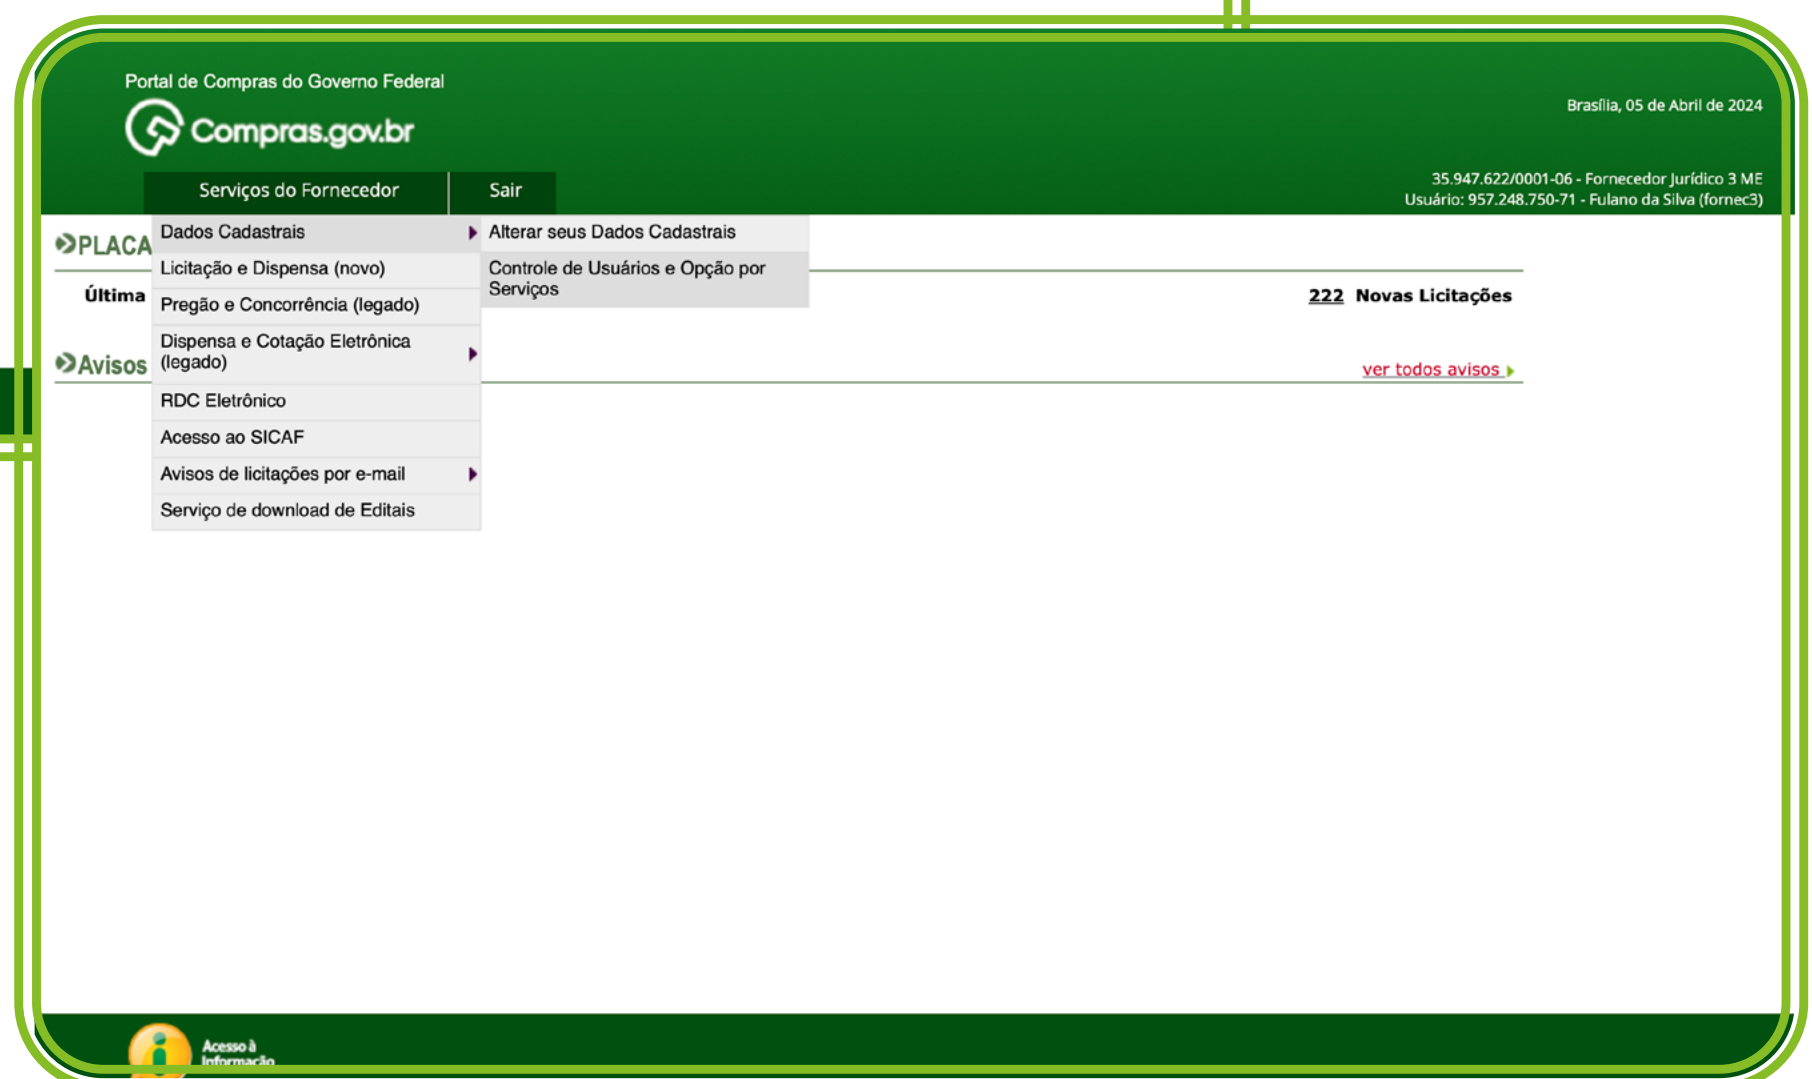 Portal de Compras do Governo Federal
Compras.gov.br
Brasília, 05 de Abril de 2024
35.947.622/0001-06 - Fornecedor Jurídico 3 ME
Usuário: 957.248.750-71 - Fulano da Silva (fornec3)
Serviços do Fornecedor
Sair
PLACA
Última
222 Novas Licitações
Avisos
ver todos avisos
Dados Cadastrais
Licitação e Dispensa (novo)
Pregão e Concorrência (legado)
Dispensa e Cotação Eletrônica
(legado)
RDC Eletrônico
Acesso ao SICAF
Avisos de licitações por e-mail
Serviço de download de Editais
Alterar seus Dados Cadastrais
Controle de Usuários e Opção por
Serviços
Acesso à
Informação